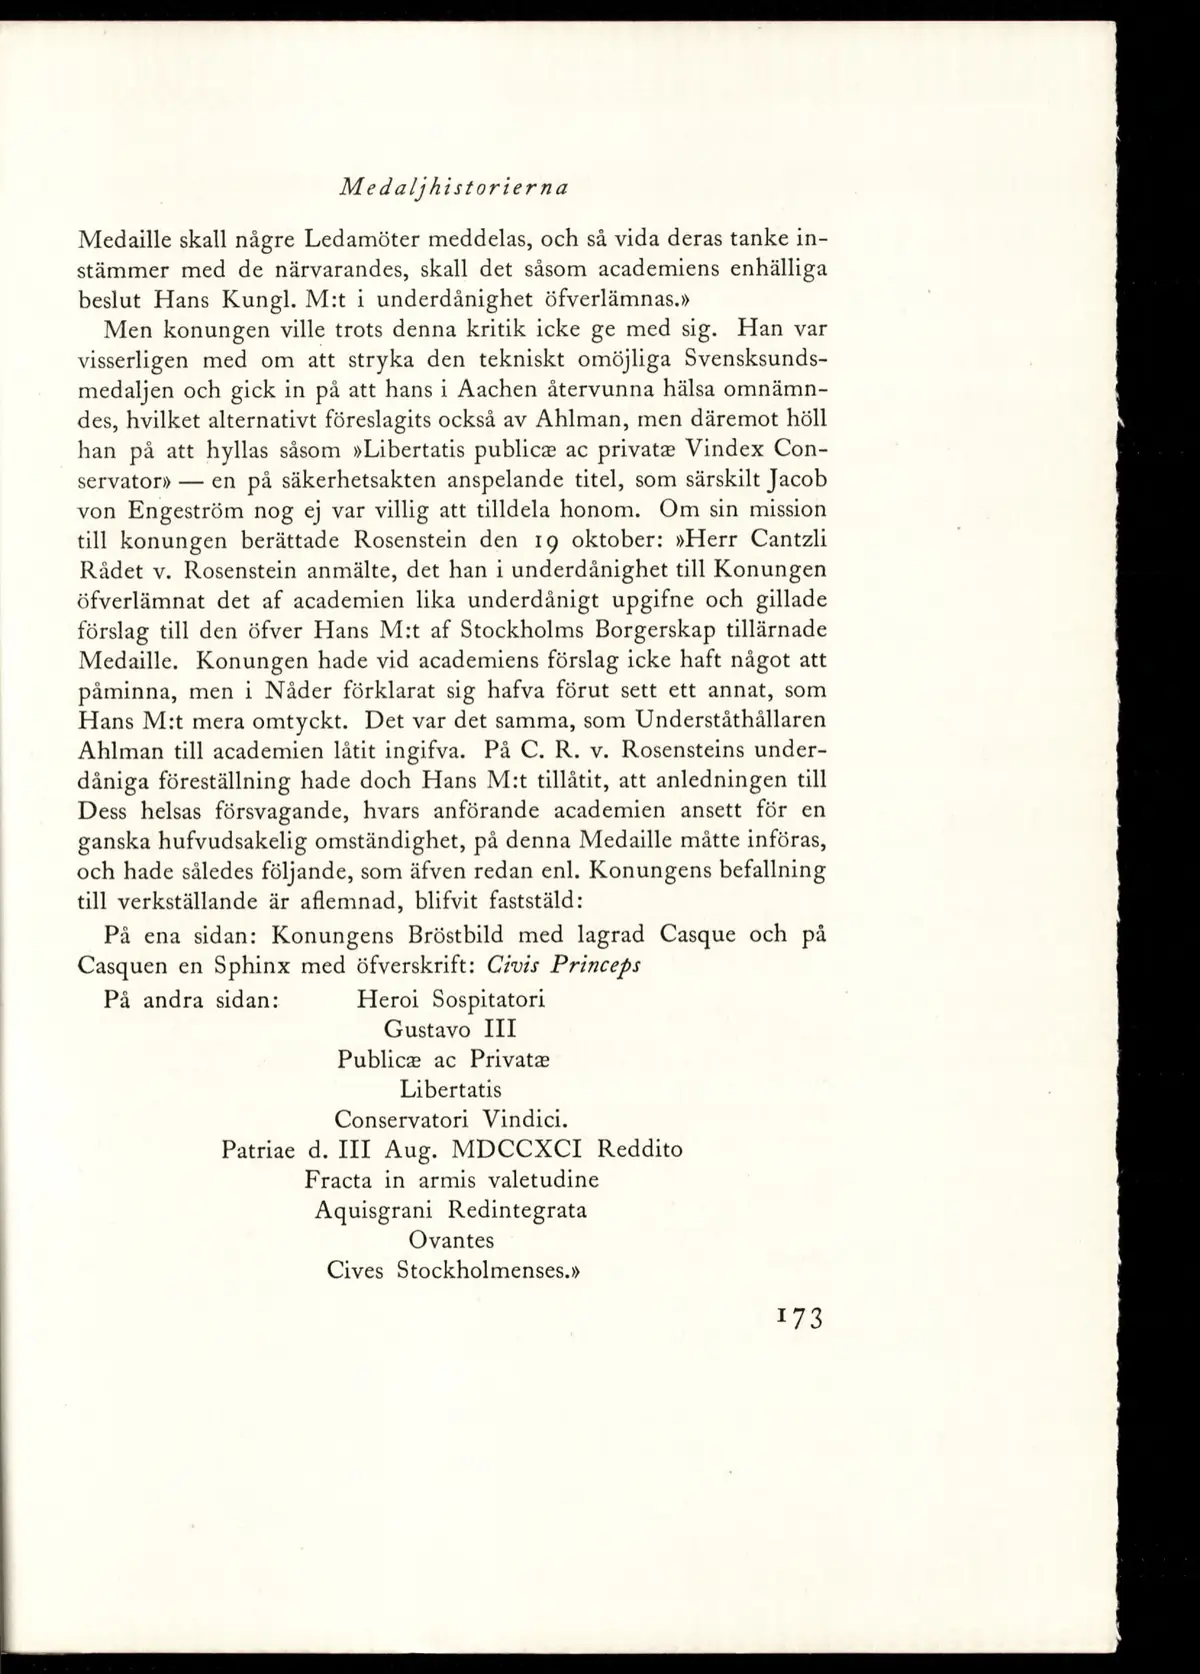 Medaljhistorierna
Medaille skall någre Ledamöter meddelas, och så vida deras tanke in-
stämmer med de närvarandes, skall det såsom academiens enhälliga
beslut Hans Kungl. M:t i underdånighet öfverlämnas.»
Men konungen ville trots denna kritik icke ge med sig. Han var
visserligen med om att stryka den tekniskt omöjliga Svensksunds-
medaljen och gick in på att hans i Aachen återvunna hälsa omnämn-
des, hvilket alternativt föreslagits också av Ahlman, men däremot höll
han på att hyllas såsom »Libertatis publicæ ac privatæ Vindex Con-
servator» — en på säkerhetsakten anspelande titel, som särskilt Jacob
von Engeström nog ej var villig att tilldela honom. Om sin mission
till konungen berättade Rosenstein den 19 oktober: »Herr Cantzli
Rådet v. Rosenstein anmälte, det han i underdånighet till Konungen
öfverlämnat det af academien lika underdånigt upgifne och gillade
förslag till den öfver Hans M:t af Stockholms Borgerskap tillärnade
Medaille. Konungen hade vid academiens förslag icke haft något att
påminna, men i Nåder förklarat sig hafva förut sett ett annat, som
Hans M:t mera omtyckt. Det var det samma, som Underståthållaren
Ahlman till academien låtit ingifva. På C. R. v. Rosensteins under-
dåniga föreställning hade doch Hans M:t tillåtit, att anledningen till
Dess helsas försvagande, hvars anförande academien ansett för en
ganska hufvudsakelig omständighet, på denna Medaille måtte införas,
och hade således följande, som äfven redan enl. Konungens befallning
till verkställande är aflemnad, blifvit faststäld:
På ena sidan: Konungens Bröstbild med lagrad Casque och på
Casquen en Sphinx med öfverskrift: Civis Princeps
På andra sidan: Heroi Sospitatori
Gustavo III
Publicæ ac Privatæ
Libertatis
Conservatori Vindici.
Patriae d. III Aug. MDCCXCI Reddito
Fracta in armis valetudine
Aquisgrani Redintegrata
Ovantes
Cives Stockholmenses.»
173